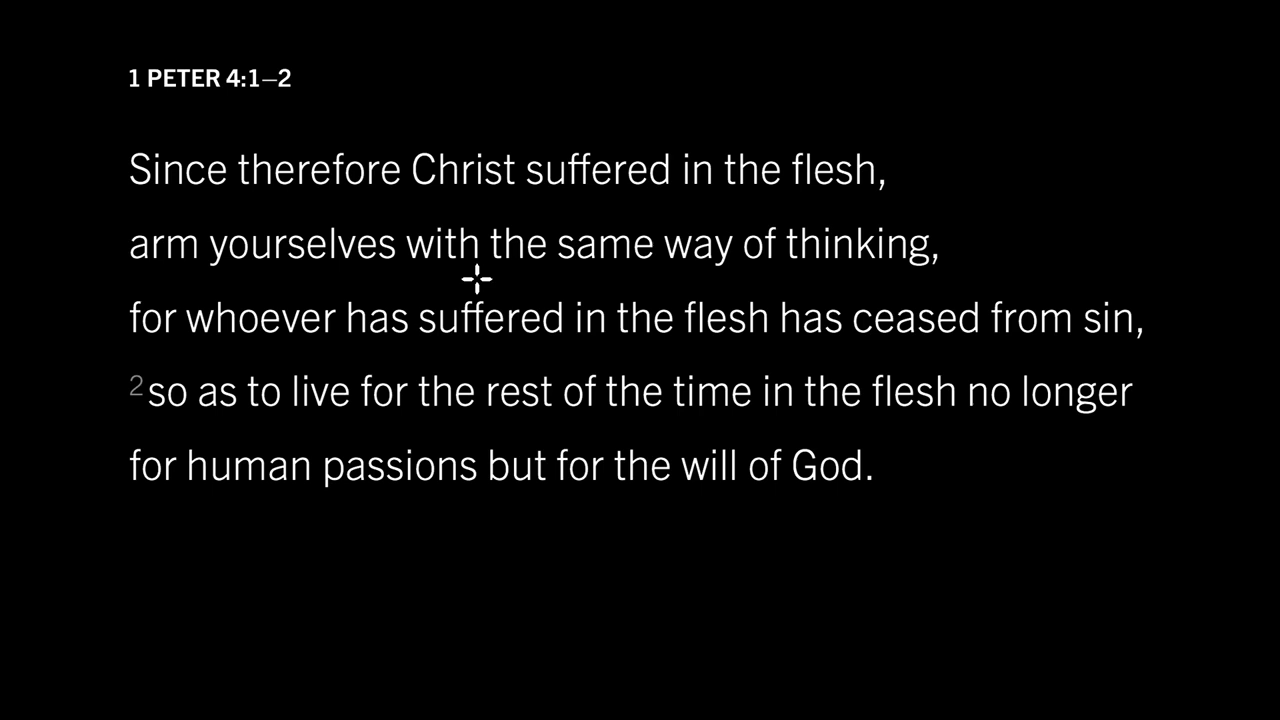 1 PETER 4:1–2
Since therefore Christ suffered in the flesh,
arm yourselves with the same way of thinking,
for whoever has suffered in the flesh has ceased from sin,
2 so as to live for the rest of the time in the flesh no longer
for human passions but for the will of God.